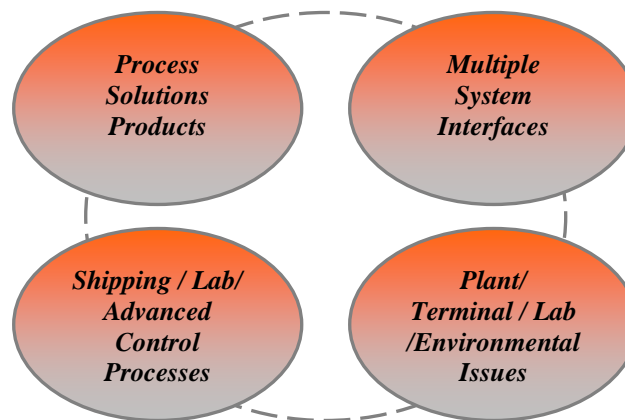 Process
Solutions
Products
Multiple
System
Interfaces
Shipping / Lab/
Advanced
Control
Processes
Plant/
Terminal / Lab
/Environmental
Issues